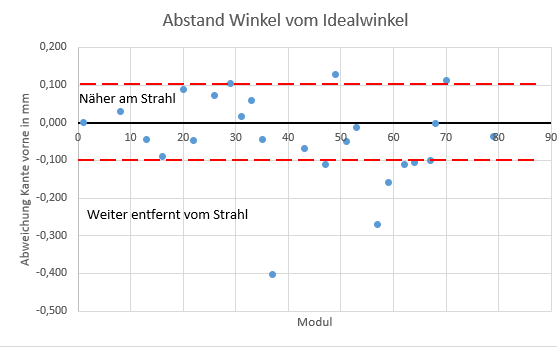 Abstand Winkel vom Idealwinkel
Abweichung Kante vorne in mm
0,200
0,100
Näher am Strahl
0,000
0 10 20 30 40 50 60 70 80 90
-0,100
-0,200
Weiter entfernt vom Strahl
-0,300
-0,400
-0,500
Modul